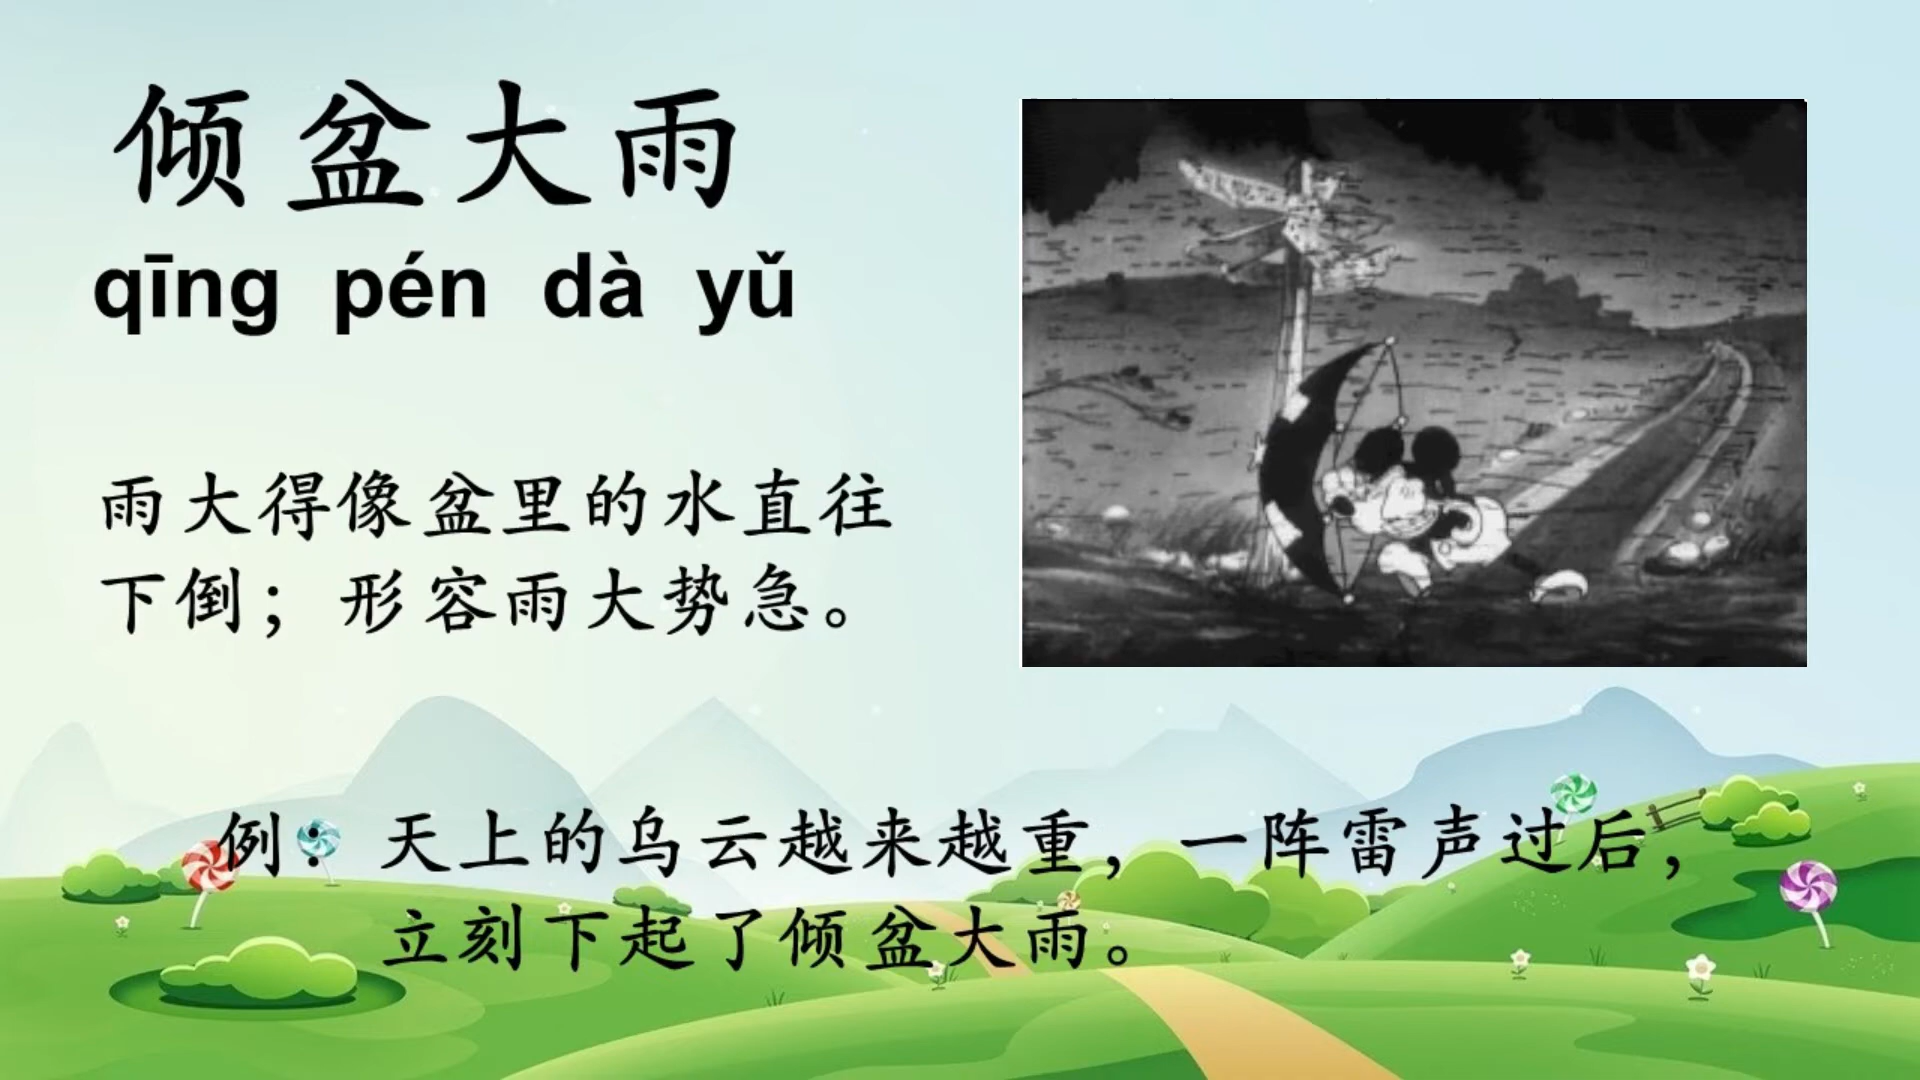 倾盆大雨
qīng pén dà yǔ
雨大得像盆里的水直往
下倒；形容雨大势急。
例：天上的乌云越来越重，一阵雷声过后，
立刻下起了倾盆大雨。